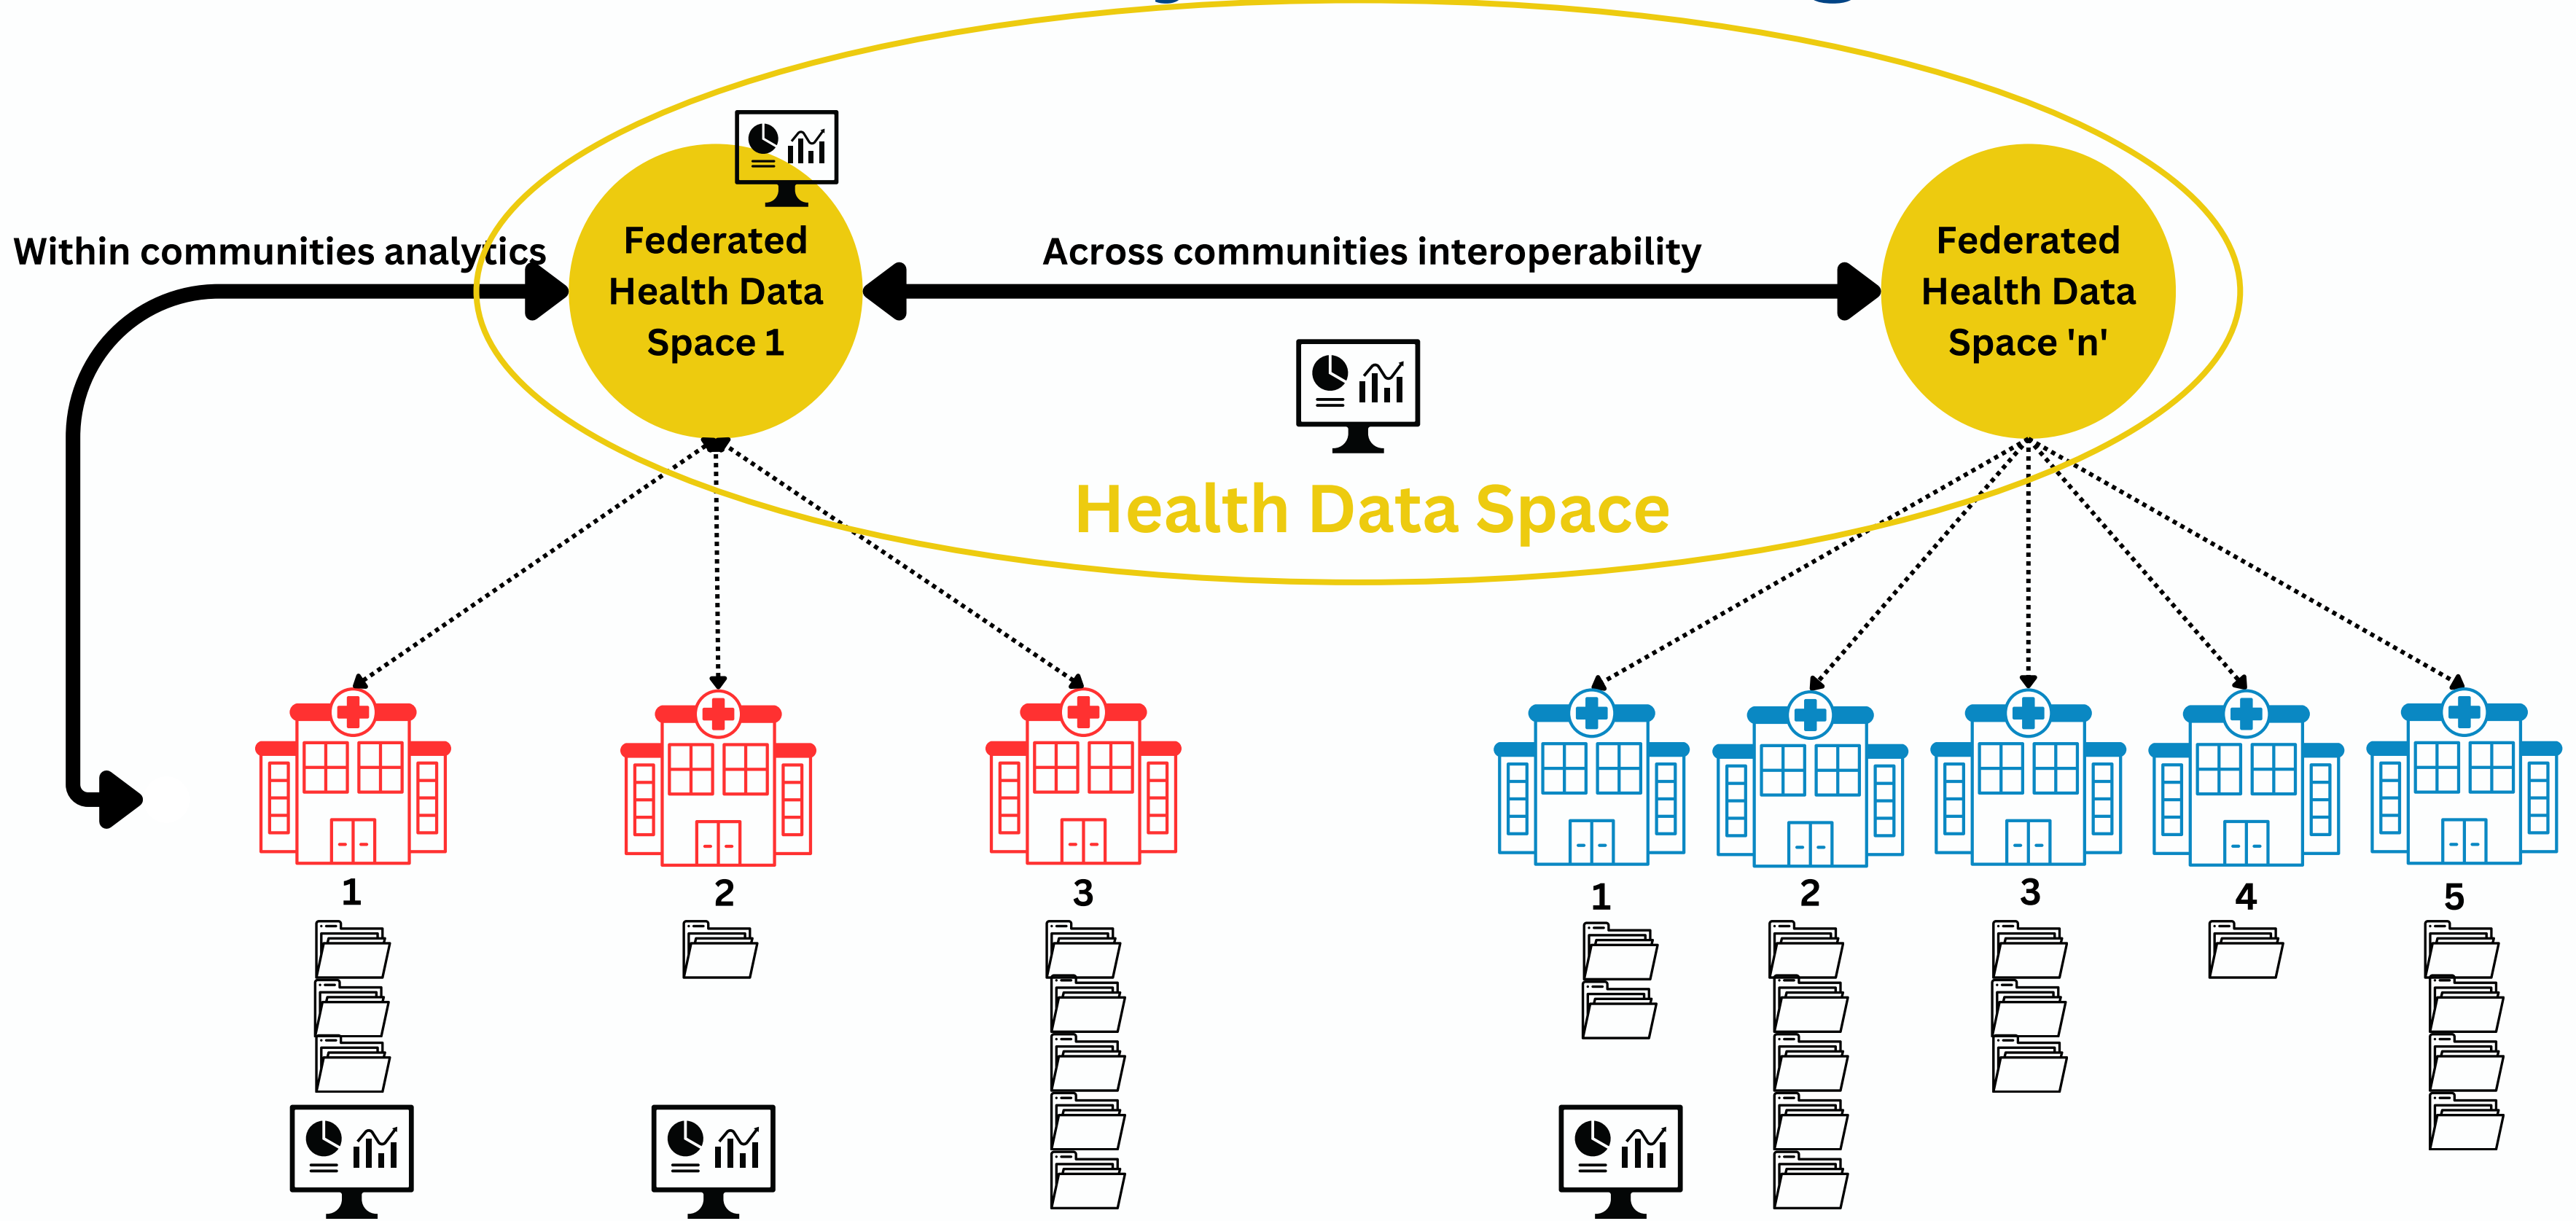 Within communities analytics
Federated
Health Data
Space 1
Across communities interoperability
Federated
Health Data
Space 'n'
Health Data Space
1
2
3
1
2
3
4
5